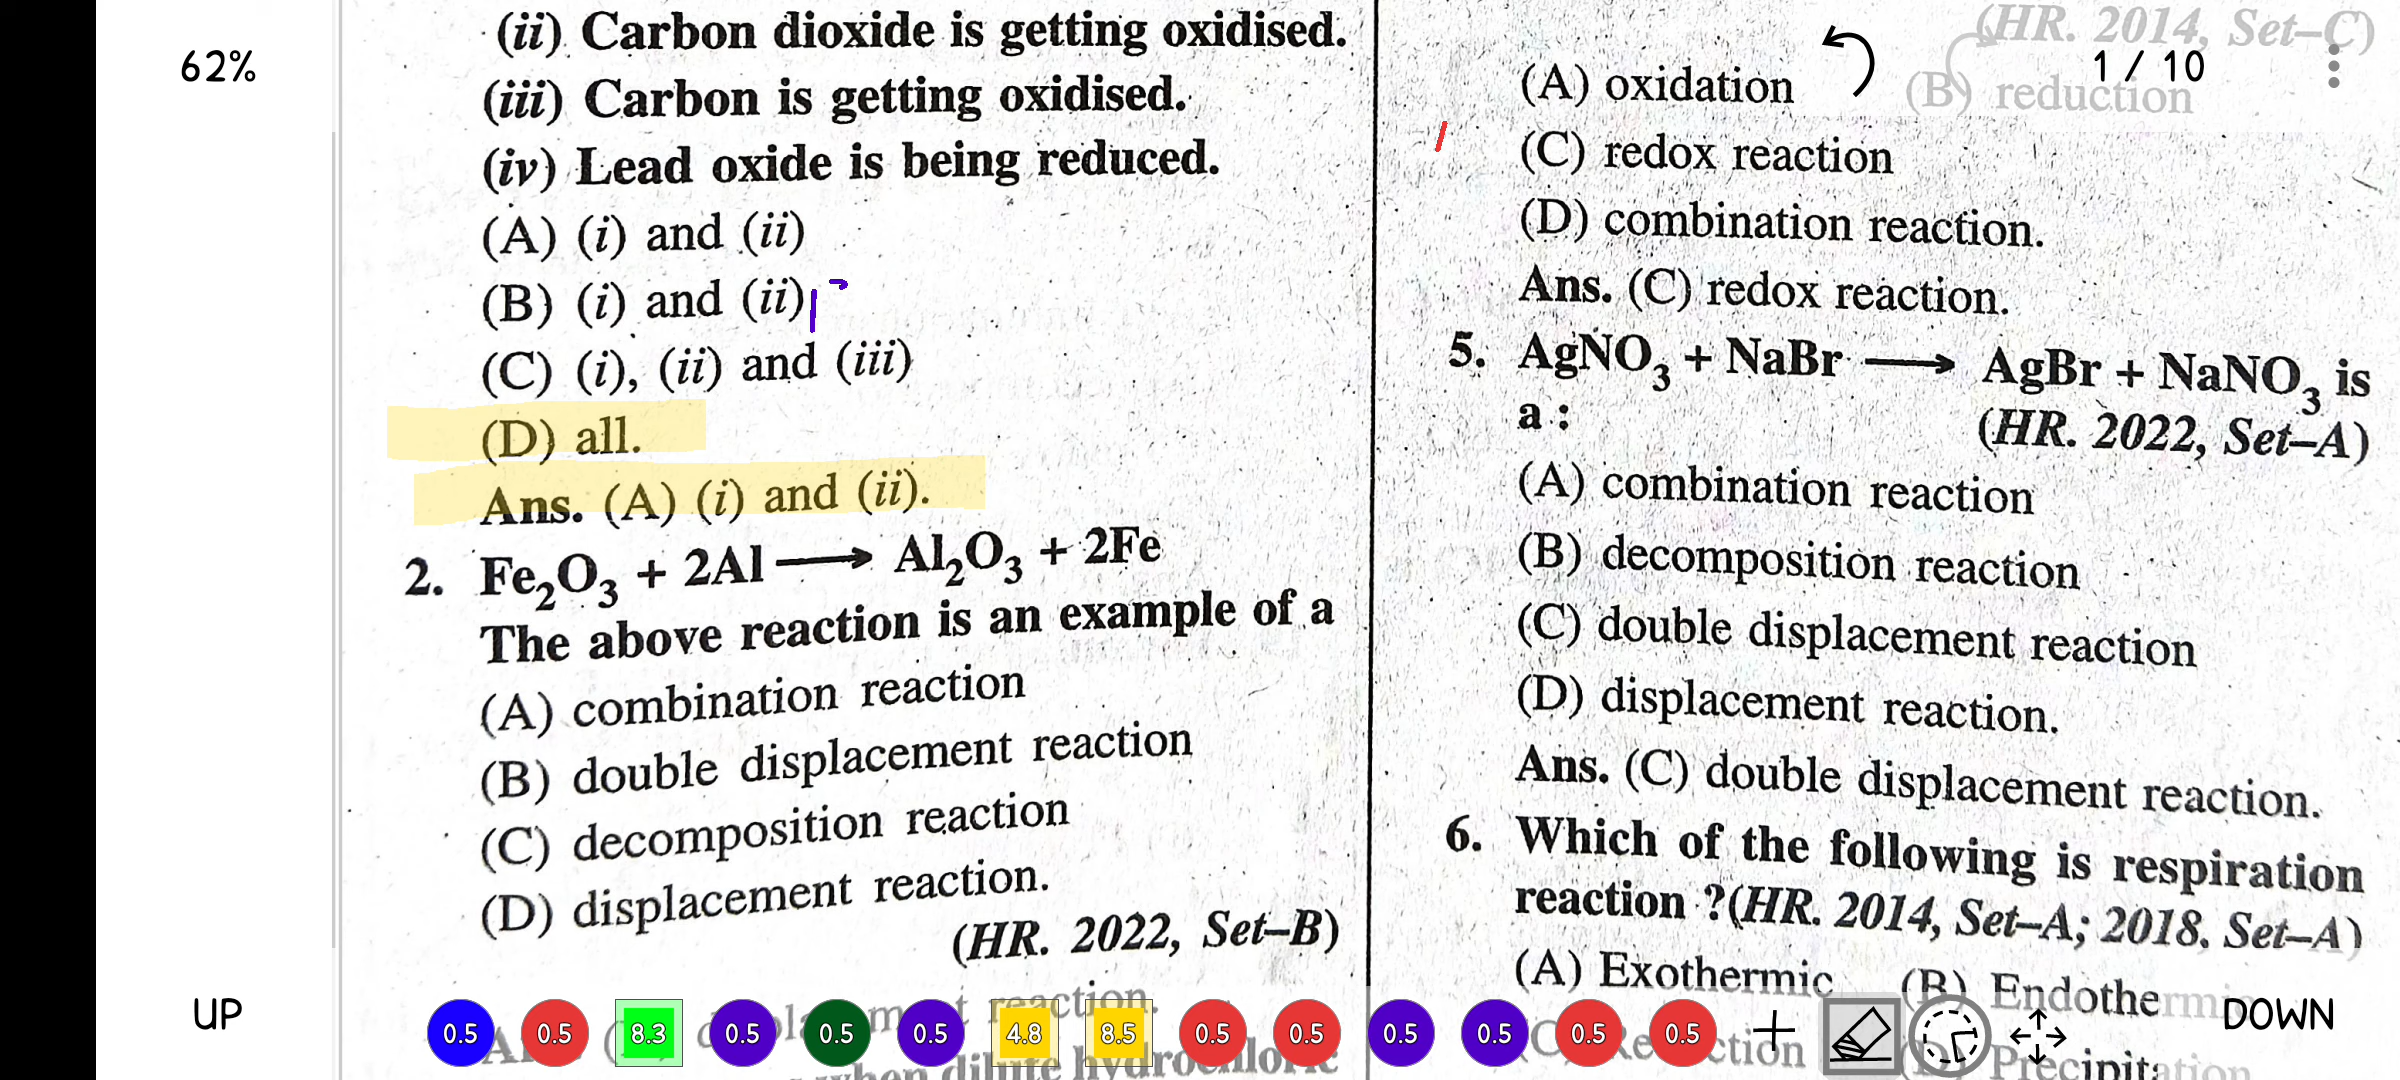 62%
(ii) Carbon dioxide is getting oxidised.
(iii) Carbon is getting oxidised.
(iv) Lead oxide is being reduced.
(A) (i) and (ii)
(B) (i) and (ii)
(C) (i), (ii) and (iii)
(D) all.
Ans. (A) (i) and (ii).
2. Fe₂O₃ + 2Al ⟶ Al₂O₃ + 2Fe
The above reaction is an example of a
(A) combination reaction
(B) double displacement reaction
(C) decomposition reaction
(D) displacement reaction.
(HR. 2022, Set–B)
reaction.
dilute
(HR. 2014, Set–C)
1 / 10
(A) oxidation (B) reduction
(C) redox reaction
(D) combination reaction.
Ans. (C) redox reaction.
5. AgNO₃ + NaBr ⟶ AgBr + NaNO₃ is
a : (HR. 2022, Set–A)
(A) combination reaction
(B) decomposition reaction
(C) double displacement reaction
(D) displacement reaction.
Ans. (C) double displacement reaction.
6. Which of the following is respiration
reaction ?(HR. 2014, Set–A; 2018. Set–A)
(A) Exothermic (B) Endothermic
Precipitation
UP
0.5 0.5 8.3 0.5 0.5 0.5 4.8 8.5 0.5 0.5 0.5 0.5 0.5 0.5
DOWN